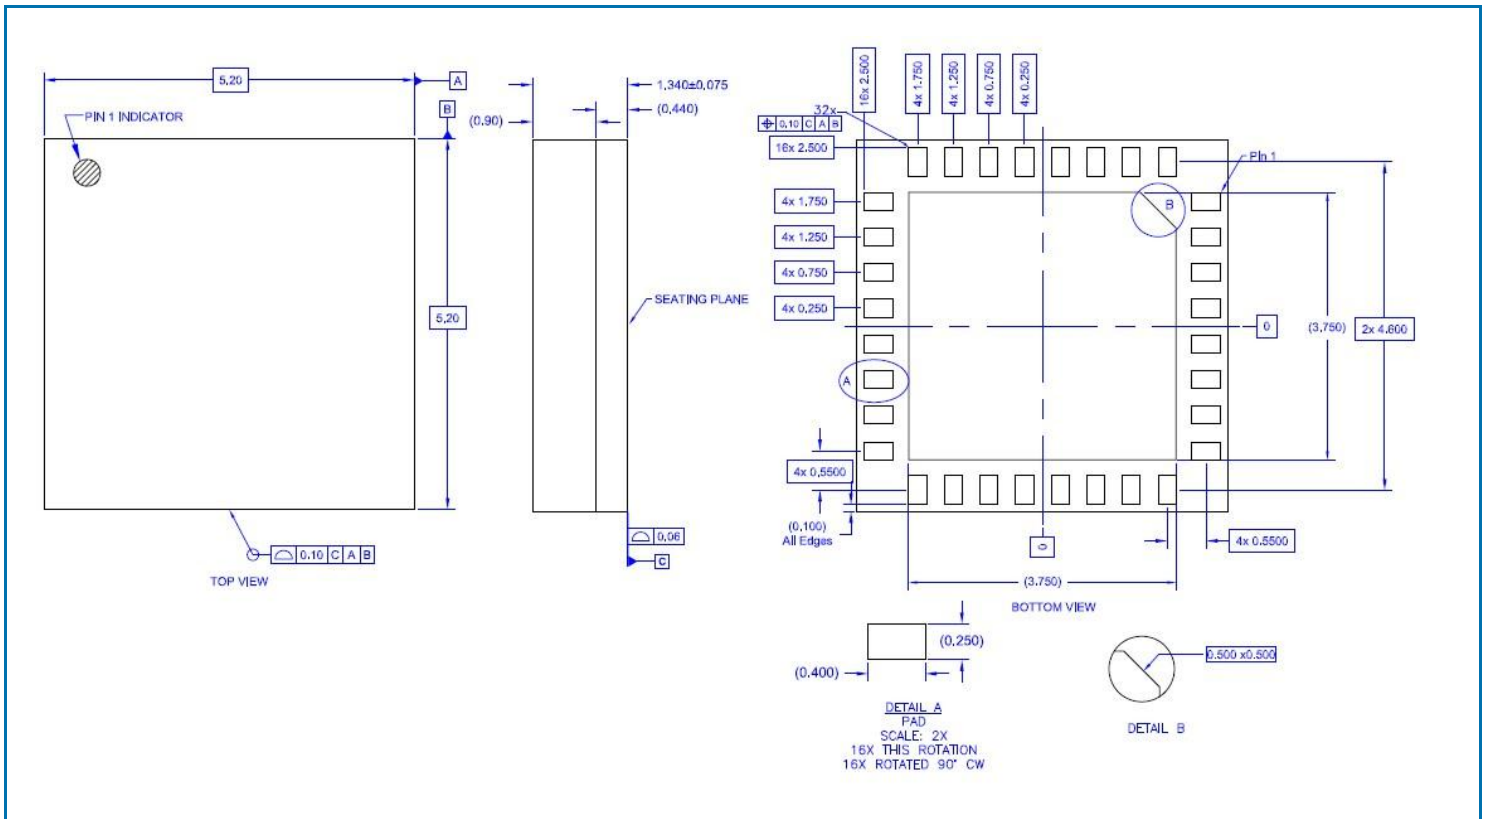 5.20
A
B
PIN 1 INDICATOR
5.20
0.10 C A B
TOP VIEW
1.340±0.075
(0.440)
(0.90)
SEATING PLANE
0.06
C
16x 2.500
4x 1.750
4x 1.250
4x 0.750
4x 0.250
32x
0.10 C A B
16x 2.500
Pin 1
4x 1.750
B
4x 1.250
4x 0.750
4x 0.250
0
(3.750)
2x 4.600
A
4x 0.5500
(0.100)
All Edges
0
4x 0.5500
(3.750)
BOTTOM VIEW
(0.250)
(0.400)
DETAIL A
PAD
SCALE: 2X
16X THIS ROTATION
16X ROTATED 90° CW
0.500 x0.500
DETAIL B